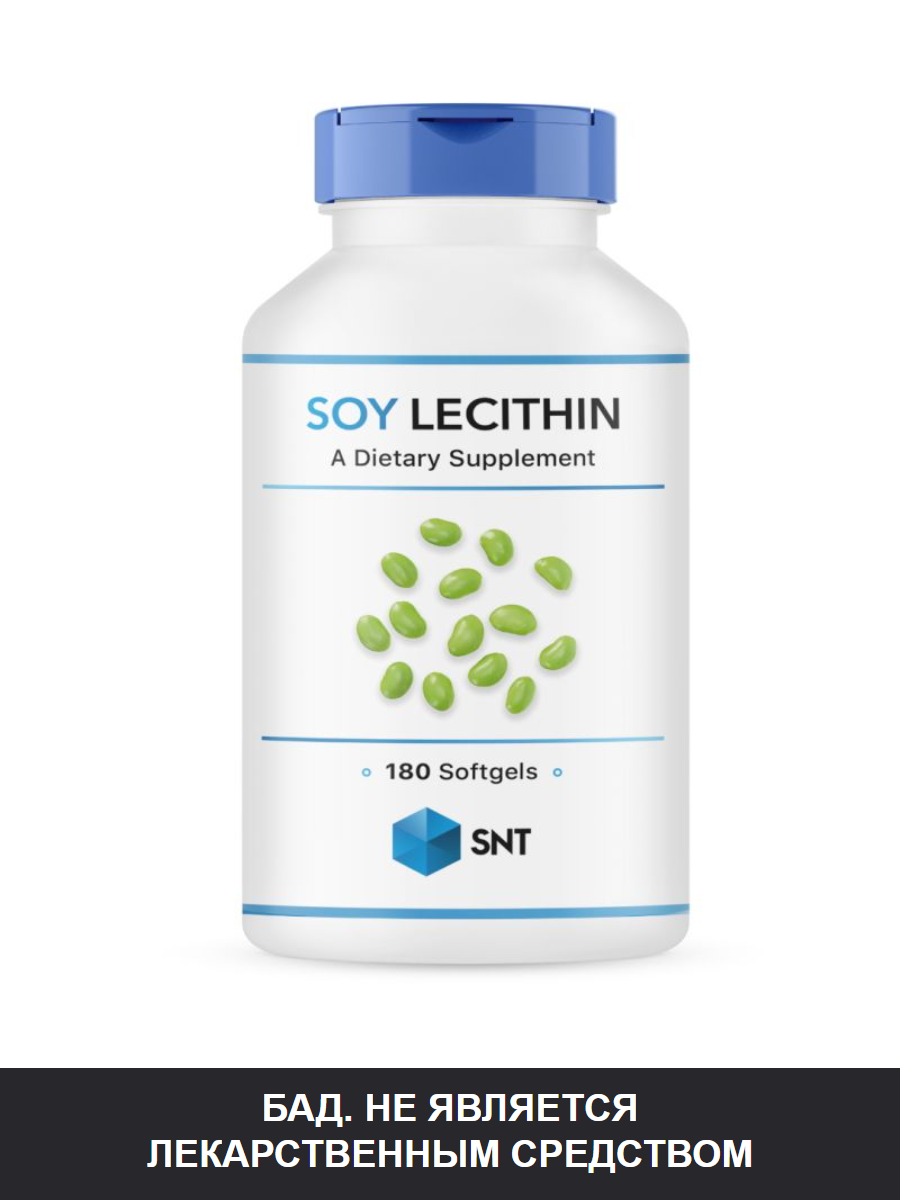 SOY LECITHIN
A Dietary Supplement
180 Softgels
SNT
БАД. НЕ ЯВЛЯЕТСЯ
ЛЕКАРСТВЕННЫМ СРЕДСТВОМ